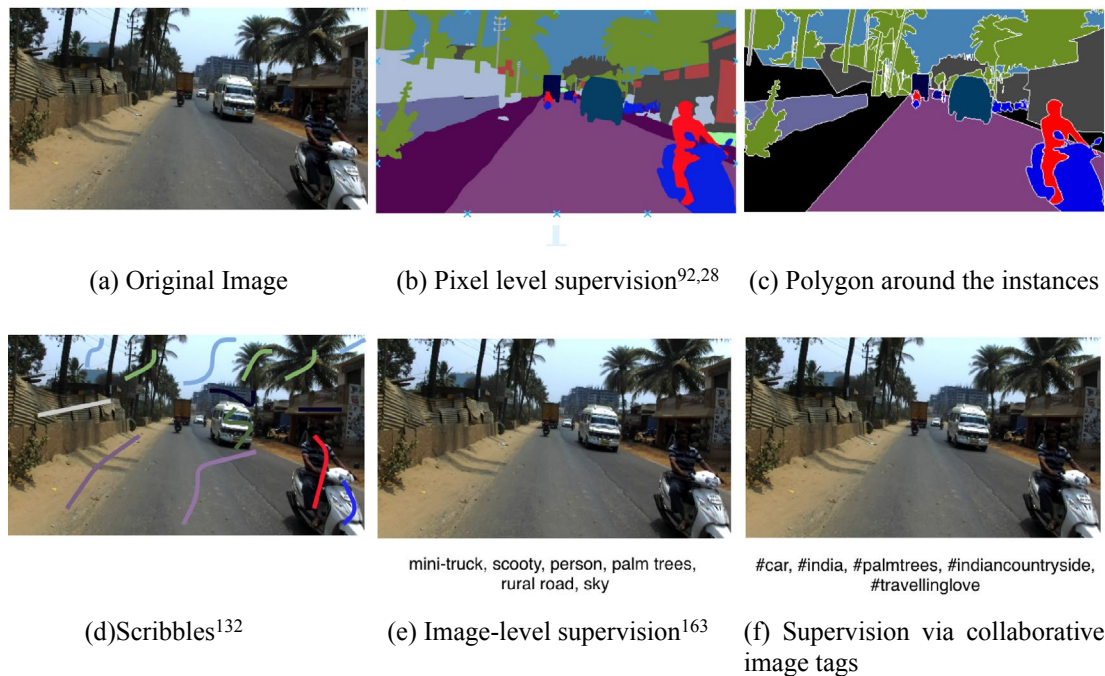 (a) Original Image
(b) Pixel level supervision92,28
(c) Polygon around the instances
mini-truck, scooty, person, palm trees,
rural road, sky
#car, #india, #palmtrees, #indiancountryside,
#travellinglove
(d)Scribbles132
(e) Image-level supervision163
(f) Supervision via collaborative
image tags